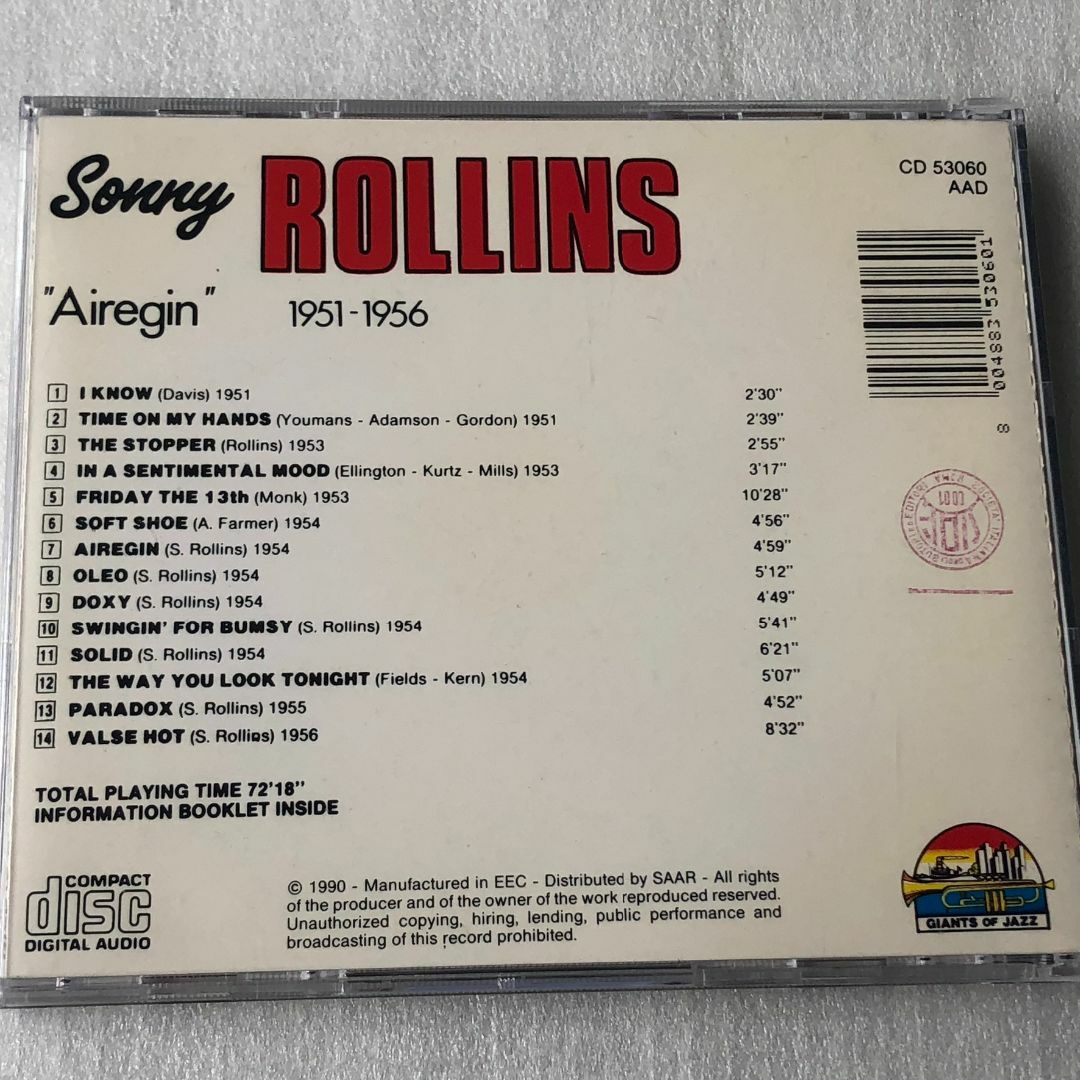 Sonny ROLLINS
CD 53060
AAD
"Airegin" 1951-1956
004883 530601
8
1 I KNOW (Davis) 1951 2'30"
2 TIME ON MY HANDS (Youmans - Adamson - Gordon) 1951 2'39"
3 THE STOPPER (Rollins) 1953 2'55"
4 IN A SENTIMENTAL MOOD (Ellington - Kurtz - Mills) 1953 3'17"
5 FRIDAY THE 13th (Monk) 1953 10'28"
6 SOFT SHOE (A. Farmer) 1954 4'56"
7 AIREGIN (S. Rollins) 1954 4'59"
8 OLEO (S. Rollins) 1954 5'12"
9 DOXY (S. Rollins) 1954 4'49"
10 SWINGIN' FOR BUMSY (S. Rollins) 1954 5'41"
11 SOLID (S. Rollins) 1954 6'21"
12 THE WAY YOU LOOK TONIGHT (Fields - Kern) 1954 5'07"
13 PARADOX (S. Rollins) 1955 4'52"
14 VALSE HOT (S. Rollins) 1956 8'32"
TOTAL PLAYING TIME 72'18"
INFORMATION BOOKLET INSIDE
COMPACT
disc
DIGITAL AUDIO
© 1990 - Manufactured in EEC - Distributed by SAAR - All rights
of the producer and of the owner of the work reproduced reserved.
Unauthorized copying, hiring, lending, public performance and
broadcasting of this record prohibited.
GIANTS OF JAZZ